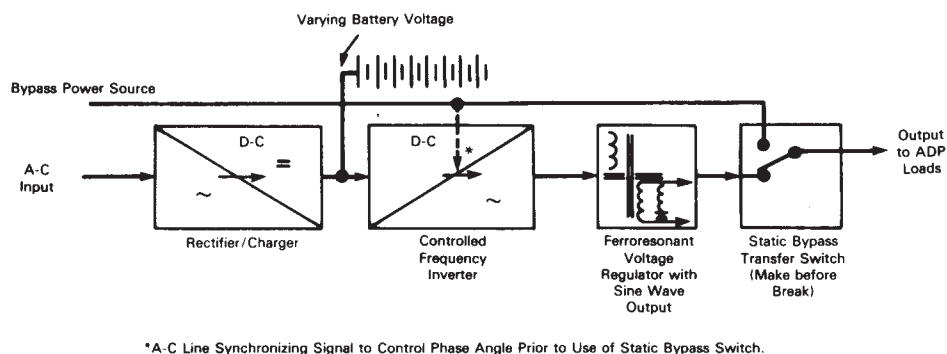 Varying Battery Voltage
Bypass Power Source
D-C
=
~
D-C
*
~
A-C
Input
Output
to ADP
Loads
Rectifier/Charger
Controlled
Frequency
Inverter
Ferroresonant
Voltage
Regulator with
Sine Wave
Output
Static Bypass
Transfer Switch
(Make before
Break)
*A-C Line Synchronizing Signal to Control Phase Angle Prior to Use of Static Bypass Switch.